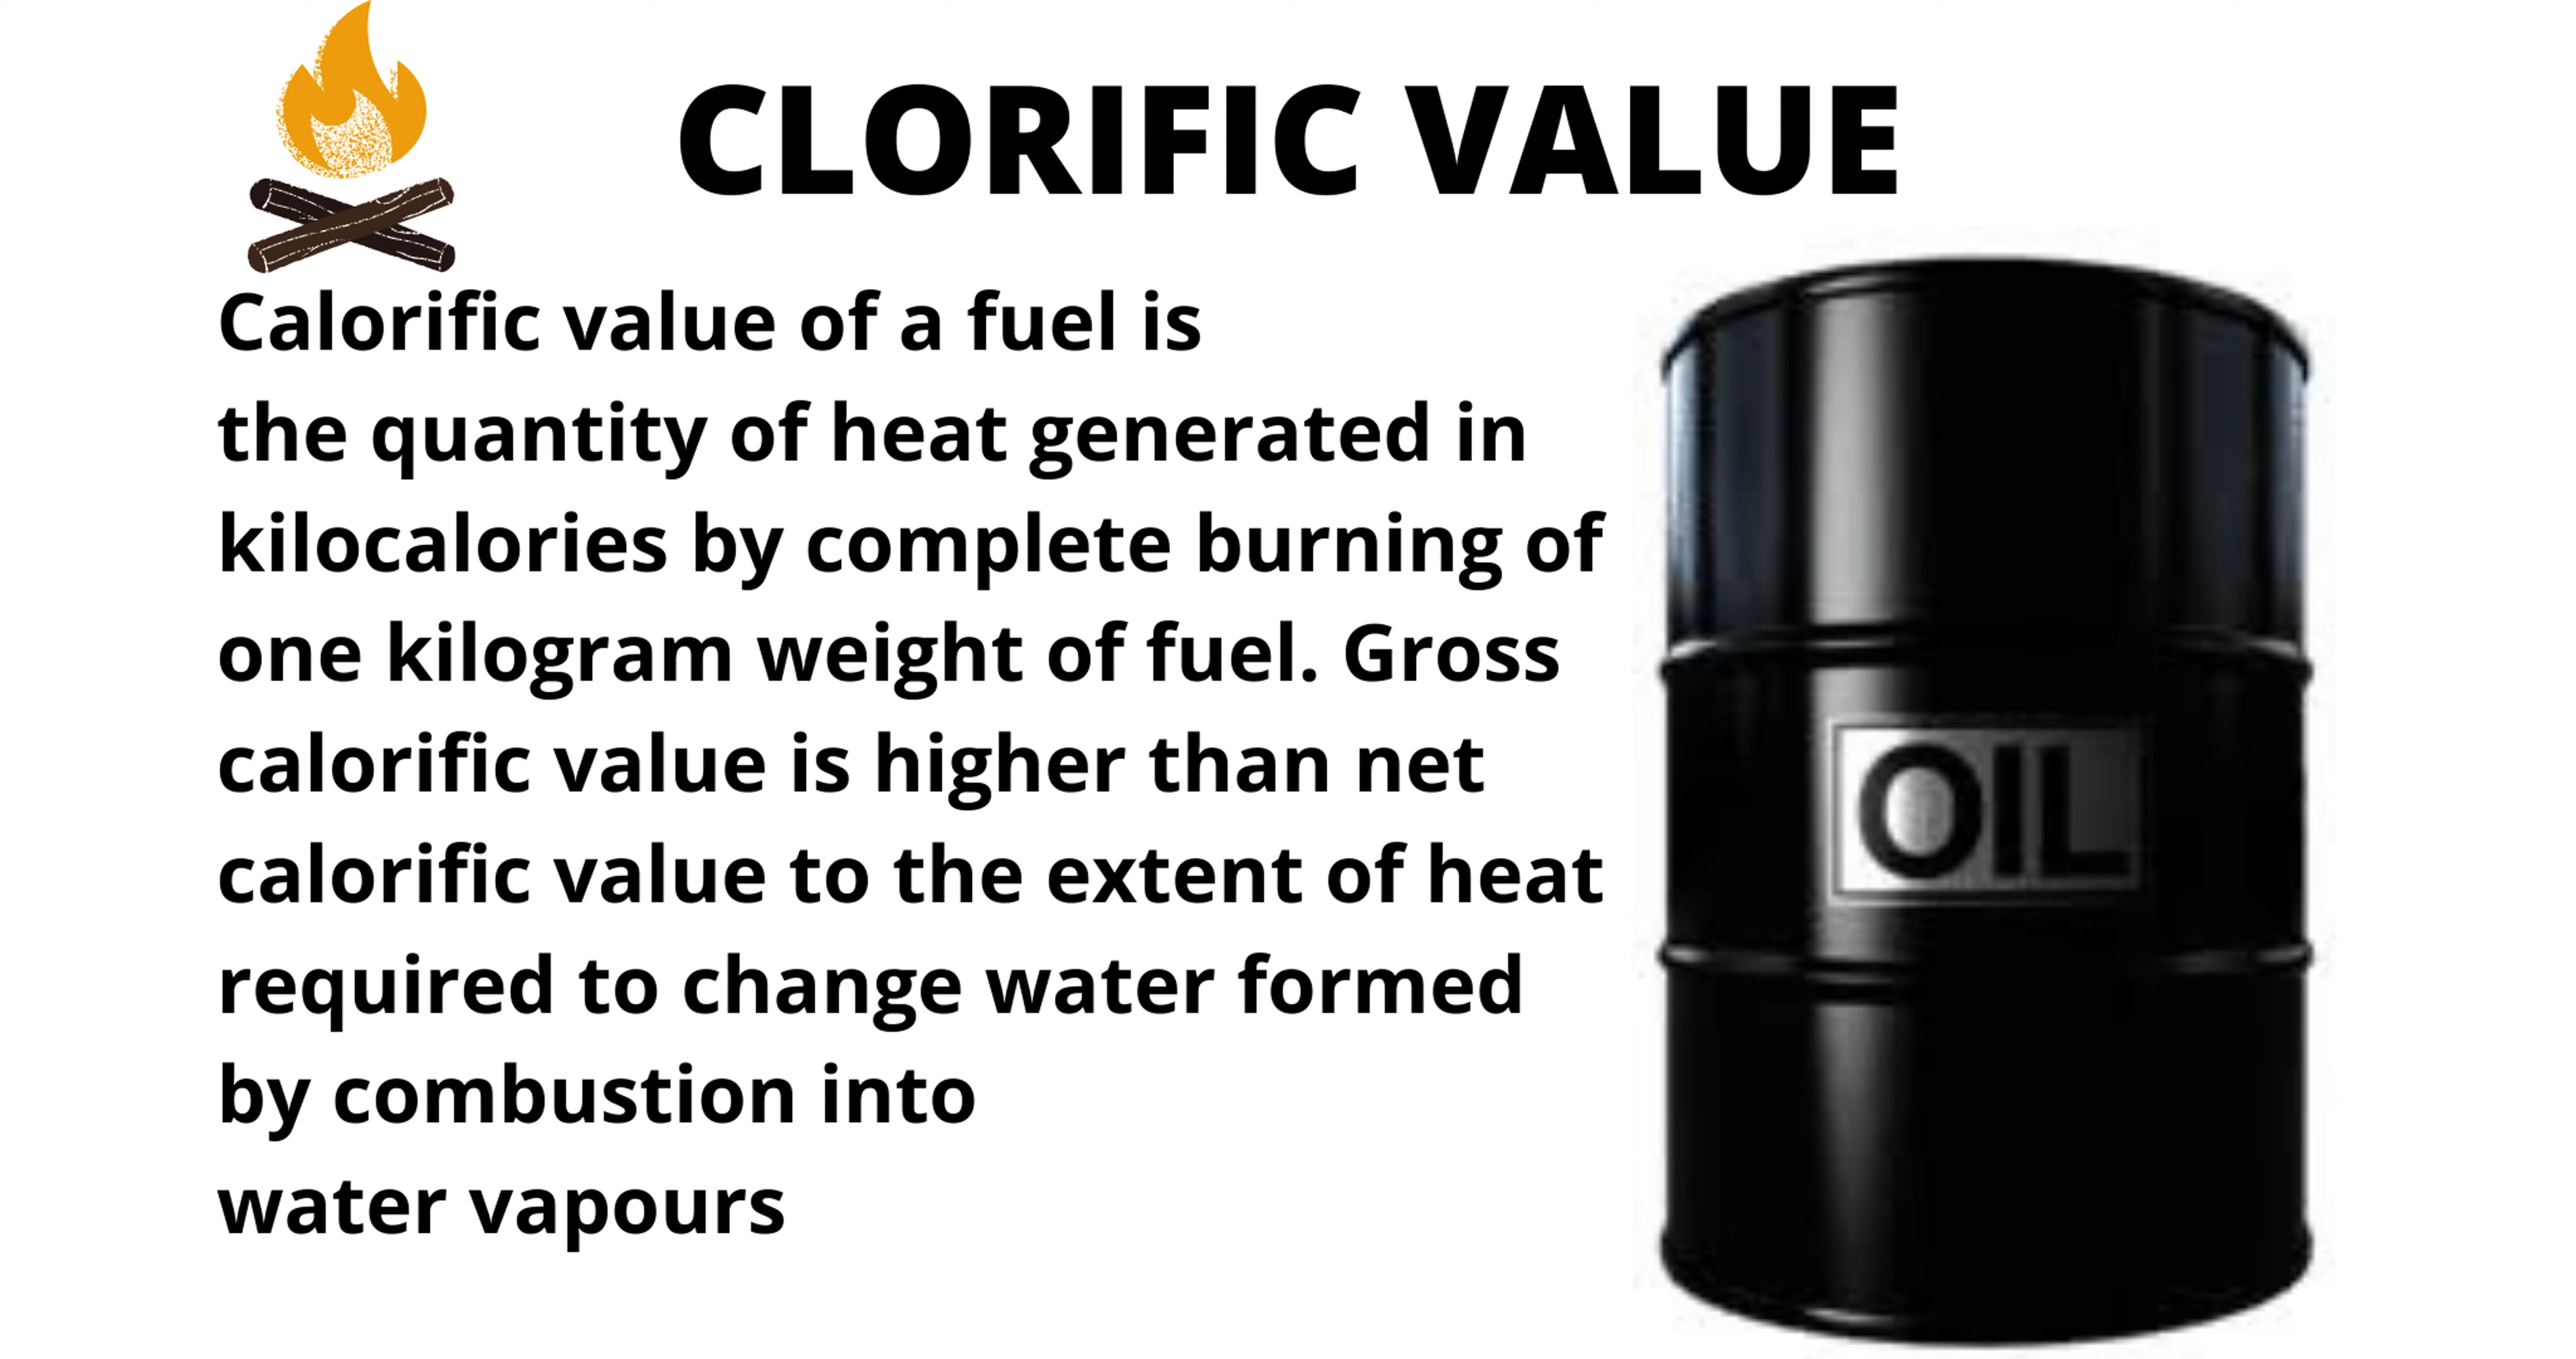 CLORIFIC VALUE
Calorific value of a fuel is
the quantity of heat generated in
kilocalories by complete burning of
one kilogram weight of fuel. Gross
calorific value is higher than net
calorific value to the extent of heat
required to change water formed
by combustion into
water vapours
OIL